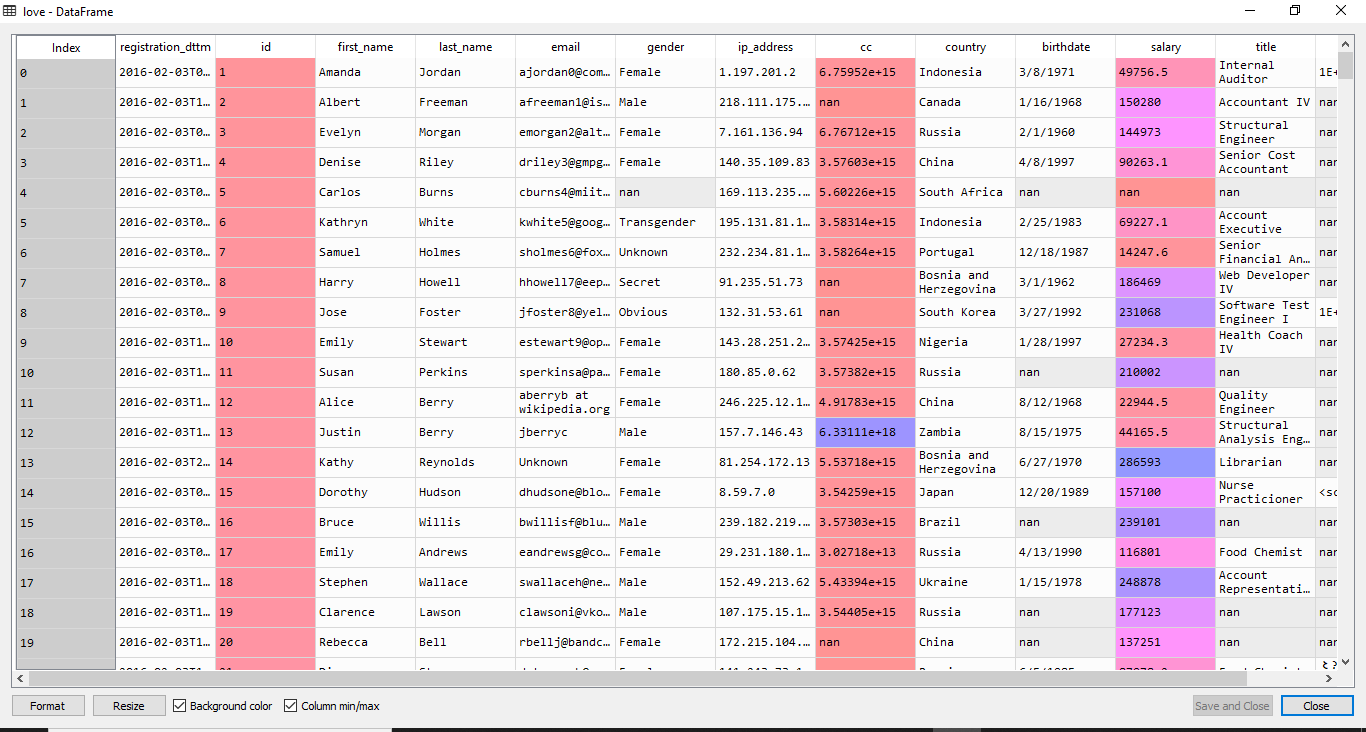 love - DataFrame
Index registration_dttm id first_name last_name email gender ip_address cc country birthdate salary title
0 2016-02-03T0... 1 Amanda Jordan ajordan0@com... Female 1.197.201.2 6.75952e+15 Indonesia 3/8/1971 49756.5 Internal Auditor 1E+
1 2016-02-03T1... 2 Albert Freeman afreeman1@is... Male 218.111.175.... nan Canada 1/16/1968 150280 Accountant IV nan
2 2016-02-03T0... 3 Evelyn Morgan emorgan2@alt... Female 7.161.136.94 6.76712e+15 Russia 2/1/1960 144973 Structural Engineer nan
3 2016-02-03T1... 4 Denise Riley driley3@gmpg... Female 140.35.109.83 3.57603e+15 China 4/8/1997 90263.1 Senior Cost Accountant nan
4 2016-02-03T0... 5 Carlos Burns cburns4@miit... nan 169.113.235.... 5.60226e+15 South Africa nan nan nan nan
5 2016-02-03T0... 6 Kathryn White kwhite5@goog... Transgender 195.131.81.1... 3.58314e+15 Indonesia 2/25/1983 69227.1 Account Executive nan
6 2016-02-03T0... 7 Samuel Holmes sholmes6@fox... Unknown 232.234.81.1... 3.58264e+15 Portugal 12/18/1987 14247.6 Senior Financial An... nan
7 2016-02-03T0... 8 Harry Howell hhowell7@eep... Secret 91.235.51.73 nan Bosnia and Herzegovina 3/1/1962 186469 Web Developer IV nan
8 2016-02-03T0... 9 Jose Foster jfoster8@yel... Obvious 132.31.53.61 nan South Korea 3/27/1992 231068 Software Test Engineer I 1E+
9 2016-02-03T1... 10 Emily Stewart estewart9@op... Female 143.28.251.2... 3.57425e+15 Nigeria 1/28/1997 27234.3 Health Coach IV nan
10 2016-02-03T1... 11 Susan Perkins sperkinsa@pa... Female 180.85.0.62 3.57382e+15 Russia nan 210002 nan nan
11 2016-02-03T1... 12 Alice Berry aberryb at wikipedia.org Female 246.225.12.1... 4.91783e+15 China 8/12/1968 22944.5 Quality Engineer nan
12 2016-02-03T1... 13 Justin Berry jberryc Male 157.7.146.43 6.33111e+18 Zambia 8/15/1975 44165.5 Structural Analysis Eng... nan
13 2016-02-03T2... 14 Kathy Reynolds Unknown Female 81.254.172.13 5.53718e+15 Bosnia and Herzegovina 6/27/1970 286593 Librarian nan
14 2016-02-03T0... 15 Dorothy Hudson dhudsone@blo... Female 8.59.7.0 3.54259e+15 Japan 12/20/1989 157100 Nurse Practicioner <sc
15 2016-02-03T0... 16 Bruce Willis bwillisf@blu... Male 239.182.219.... 3.57303e+15 Brazil nan 239101 nan nan
16 2016-02-03T0... 17 Emily Andrews eandrewsg@co... Female 29.231.180.1... 3.02718e+13 Russia 4/13/1990 116801 Food Chemist nan
17 2016-02-03T1... 18 Stephen Wallace swallaceh@ne... Male 152.49.213.62 5.43394e+15 Ukraine 1/15/1978 248878 Account Representati... nan
18 2016-02-03T1... 19 Clarence Lawson clawsoni@vko... Male 107.175.15.1... 3.54405e+15 Russia nan 177123 nan nan
19 2016-02-03T1... 20 Rebecca Bell rbellj@bandc... Female 172.215.104.... nan China nan 137251 nan nan
Format Resize Background color Column min/max Save and Close Close